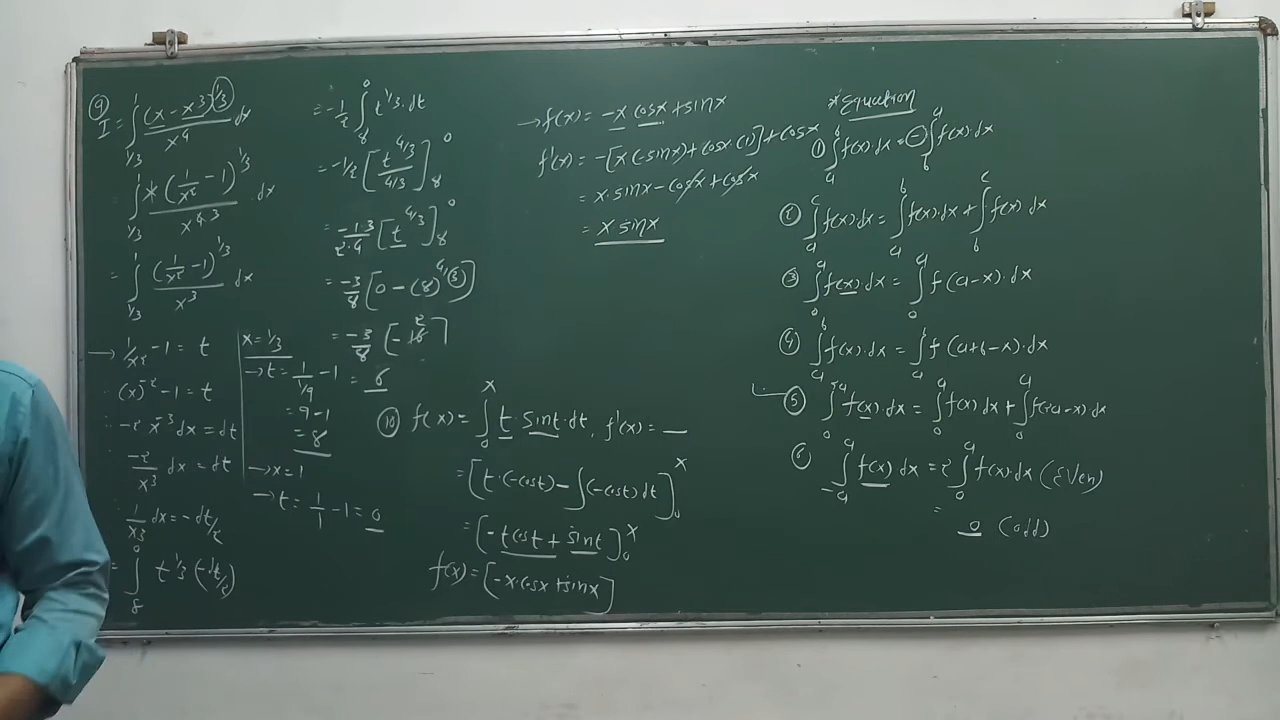 ⑨ I = ∫_{1/3}^{1} (x - x³)^{1/3} / x⁴ dx
∫_{1/3}^{1} x (1/x² - 1)^{1/3} / x^{4 3} . dx
= ∫_{1/3}^{1} (1/x² - 1)^{1/3} / x³ dx
→ 1/x² - 1 = t
(x)^{-2} - 1 = t
∴ -2 x^{-3} dx = dt
∴ -2/x³ dx = dt
∴ 1/x3 dx = -dt/2
= ∫_{8}^{0} t^{1/3} (-dt/2)
x = 1/3
→ t = 1/(1/9) - 1 = 8
= 9 - 1
= 8
→ x = 1
→ t = 1/1 - 1 = 0
= -1/2 ∫_{8}^{0} t^{1/3} . dt
= -1/2 [t^{4/3} / 4/3]_{8}^{0}
= -1·3 / 2·4 [t^{4/3}]_{8}^{0}
= -3/8 [0 - (8)^{4/3}]
= -3/8 [-16 2]
⑩ f(x) = ∫_{0}^{x} t · sint · dt, f'(x) = __
= [t · (-cost) - ∫(-cost) dt]_{0}^{x}
= [-tcost + sint]_{0}^{x}
f(x) = [-x·cosx + sinx]
→ f(x) = -x cosx + sinx
f'(x) = -[x(-sinx) + cosx (1)] + cosx
= x·sinx - cosx + cosx
= x sinx
* Equation
① ∫_{a}^{b} f(x)·dx = - ∫_{b}^{a} f(x)·dx
② ∫_{a}^{c} f(x)·dx = ∫_{a}^{b} f(x)·dx + ∫_{b}^{c} f(x)·dx
③ ∫_{0}^{a} f(x)·dx = ∫_{0}^{a} f(a-x)·dx
④ ∫_{a}^{b} f(x)·dx = ∫_{a}^{b} f(a+b-x)·dx
⑤ ∫_{0}^{2a} f(x)·dx = ∫_{0}^{a} f(x) dx + ∫_{0}^{a} f(2a-x)·dx
⑥ ∫_{-a}^{a} f(x) dx = 2 ∫_{0}^{a} f(x)·dx (Even)
= 0 (odd)